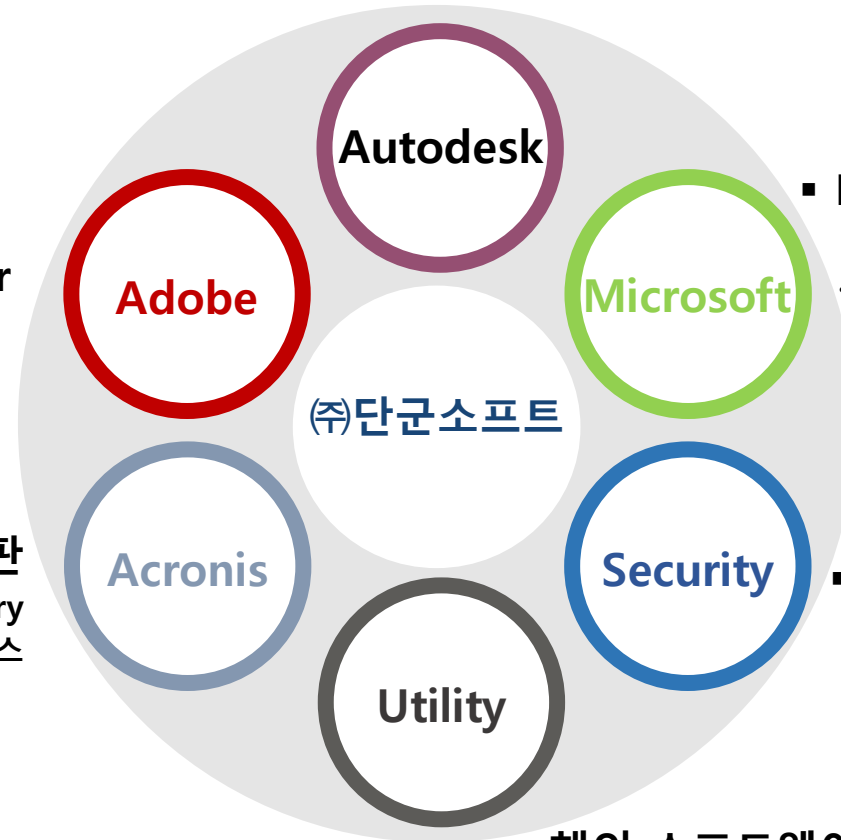 Autodesk
Adobe
Microsoft
㈜단군소프트
Acronis
Security
Utility